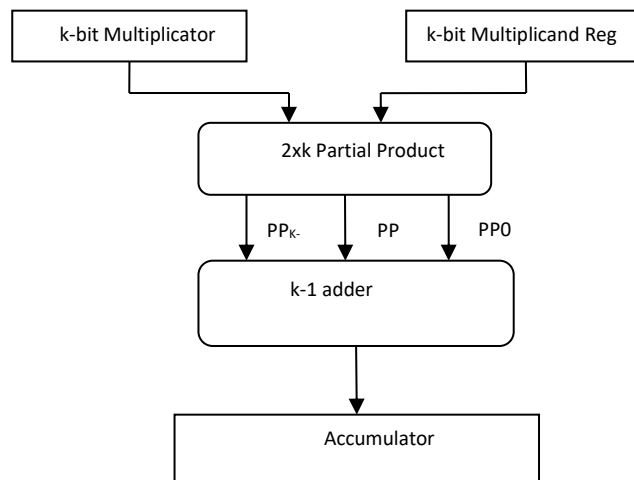 k-bit Multiplicator
k-bit Multiplicand Reg
2xk Partial Product
PPK-
PP
PP0
k-1 adder
Accumulator